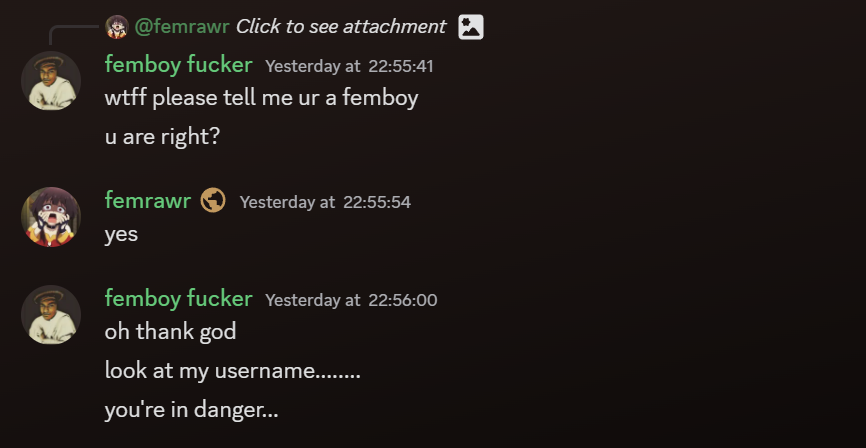 @femrawr Click to see attachment
femboy fucker Yesterday at 22:55:41
wtff please tell me ur a femboy
u are right?
femrawr Yesterday at 22:55:54
yes
femboy fucker Yesterday at 22:56:00
oh thank god
look at my username........
you're in danger...